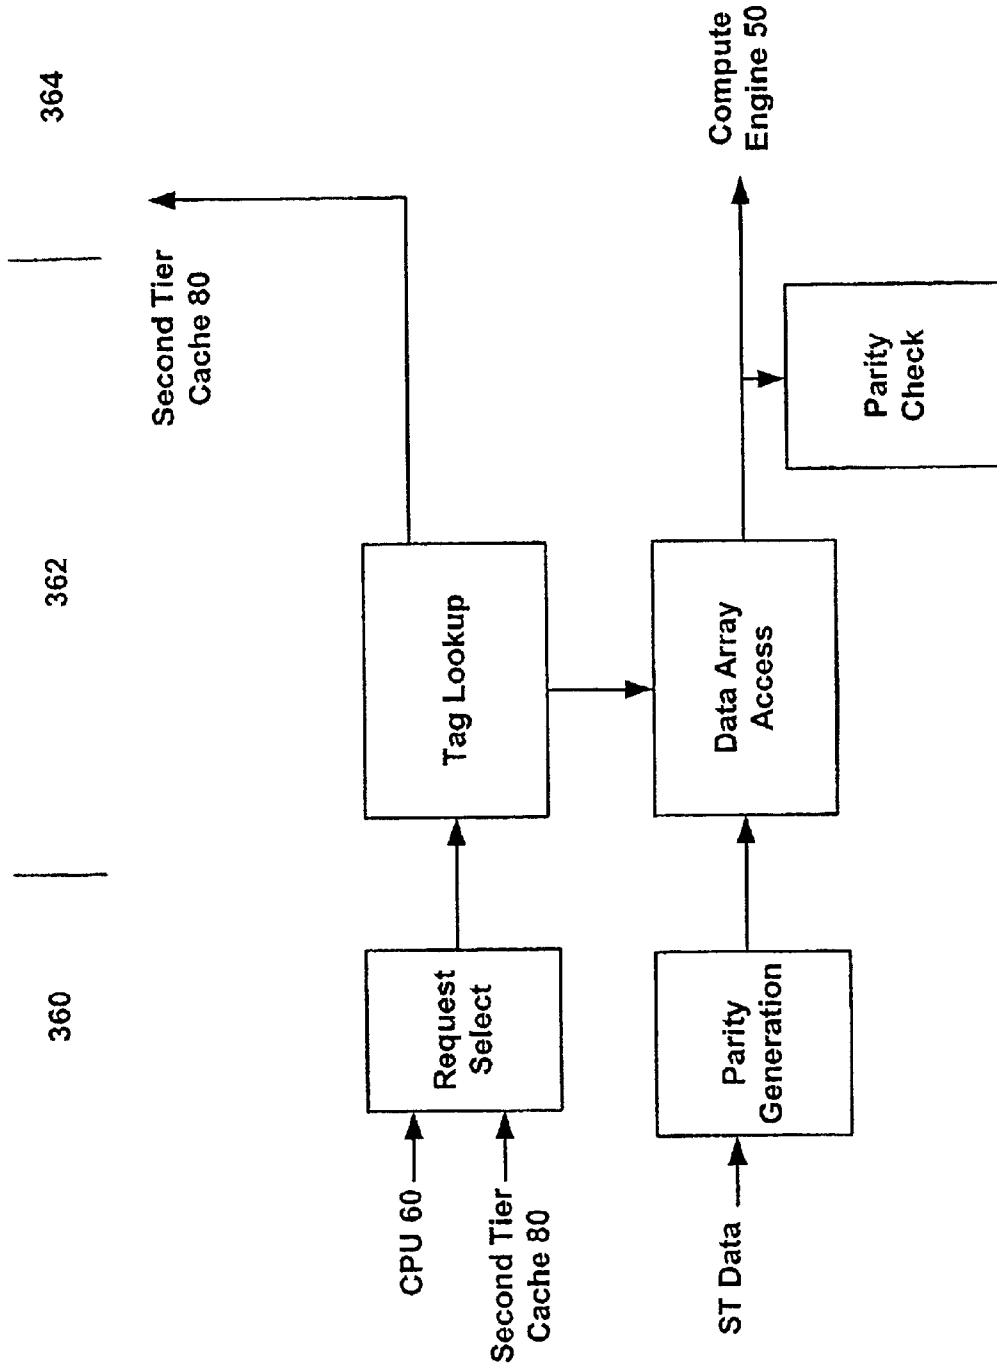 360
362
364
CPU 60
Second Tier
Cache 80
Request
Select
Tag Lookup
Second Tier
Cache 80
ST Data
Parity
Generation
Data Array
Access
Parity
Check
Compute
Engine 50